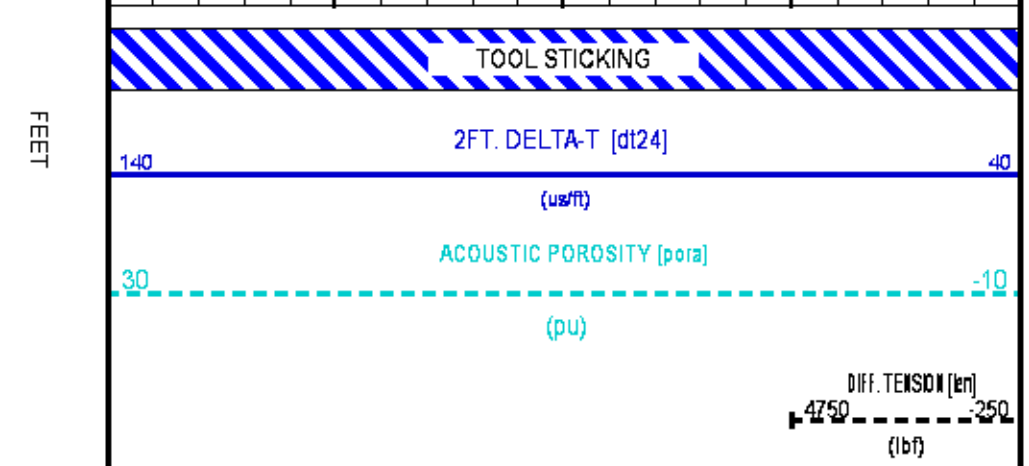 TOOL STICKING
FEET
2FT. DELTA-T [dt24]
140 40
(us/ft)
ACOUSTIC POROSITY [pora]
30 -10
(pu)
DIFF. TENSION [ten]
4750 -250
(lbf)